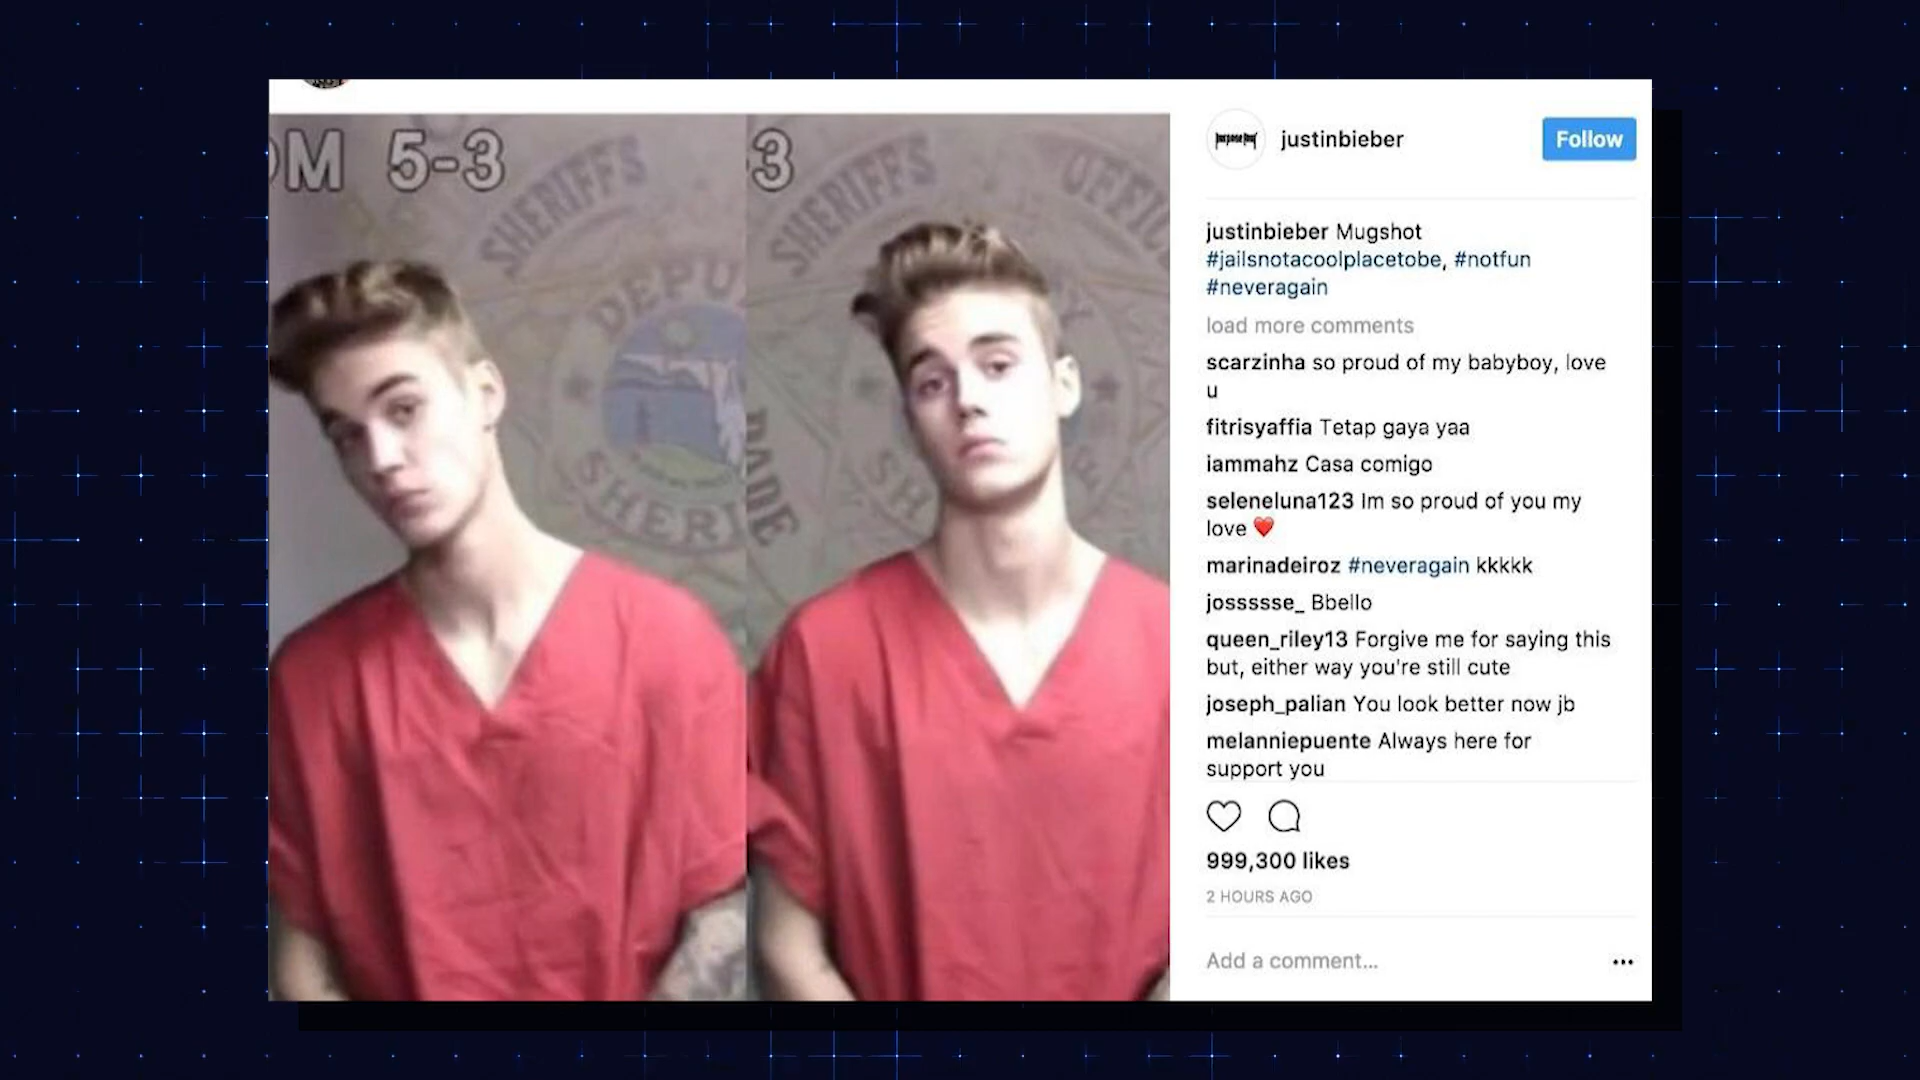 OM 5-3
SHERIFFS
DEPU
SHERI
DADE
3
SHERIFFS
OFFIC
Y
SH
E
justinbieber
Follow
justinbieber Mugshot
#jailsnotacoolplacetobe, #notfun
#neveragain
load more comments
scarzinha so proud of my babyboy, love
u
fitrisyaffia Tetap gaya yaa
iammahz Casa comigo
seleneluna123 Im so proud of you my
love ❤️
marinadeiroz #neveragain kkkkk
jossssse_ Bbello
queen_riley13 Forgive me for saying this
but, either way you're still cute
joseph_palian You look better now jb
melanniepuente Always here for
support you
999,300 likes
2 HOURS AGO
Add a comment...